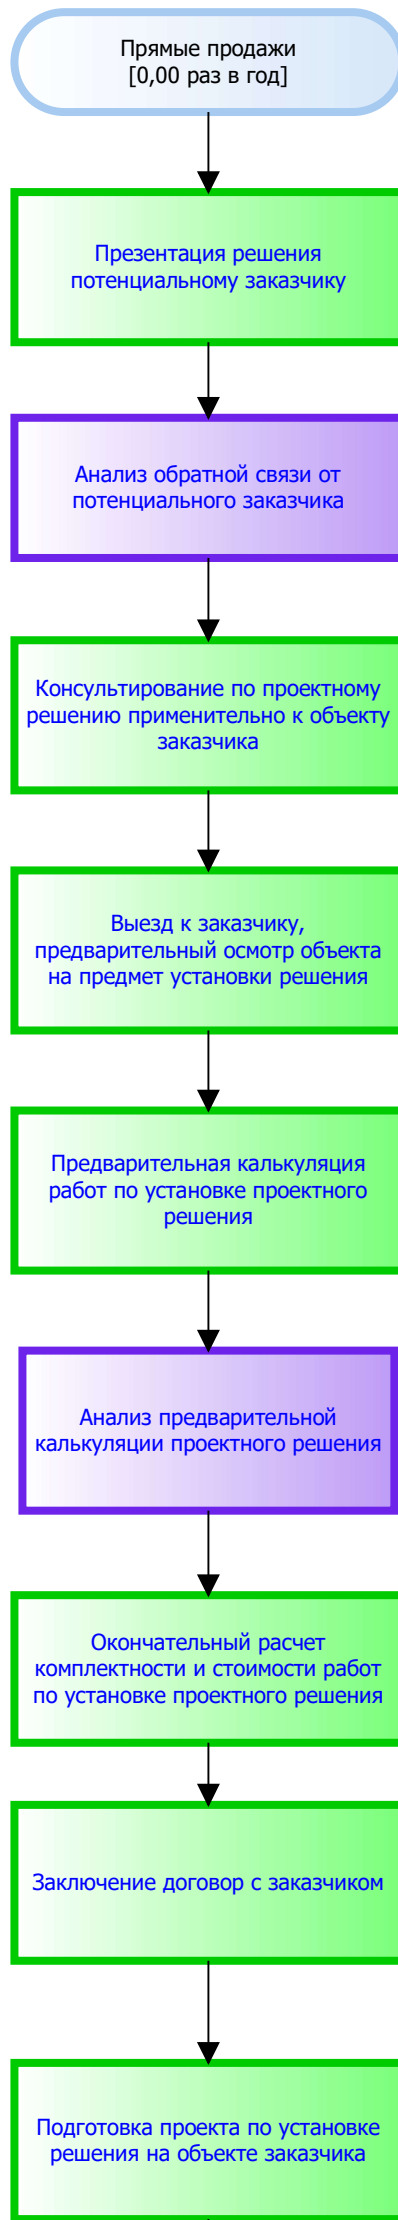 Прямые продажи
[0,00 раз в год]
Презентация решения
потенциальному заказчику
Анализ обратной связи от
потенциального заказчика
Консультирование по проектному
решению применительно к объекту
заказчика
Выезд к заказчику,
предварительный осмотр объекта
на предмет установки решения
Предварительная калькуляция
работ по установке проектного
решения
Анализ предварительной
калькуляции проектного решения
Окончательный расчет
комплектности и стоимости работ
по установке проектного решения
Заключение договор с заказчиком
Подготовка проекта по установке
решения на объекте заказчика